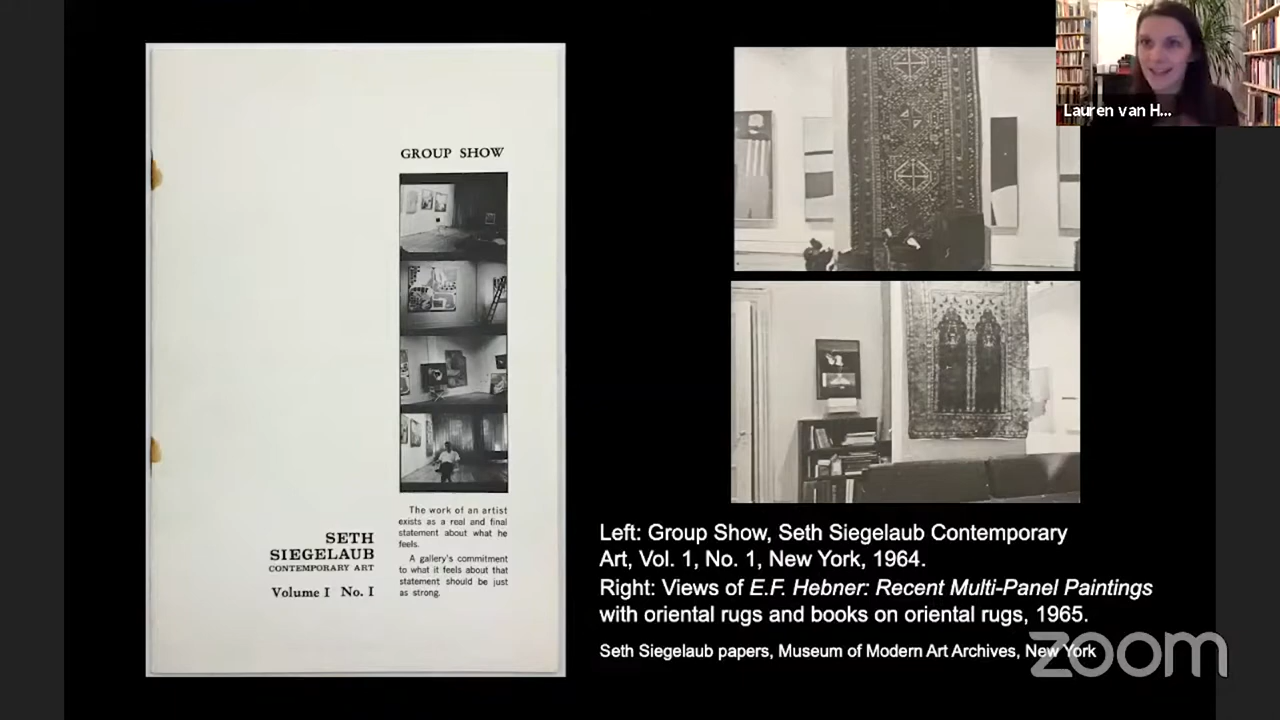 GROUP SHOW
The work of an artist
exists as a real and final
statement about what he
feels.
A gallery's commitment
to what it feels about that
statement should be just
as strong.
SETH
SIEGELAUB
CONTEMPORARY ART
Volume I No. I
Lauren van H...
Left: Group Show, Seth Siegelaub Contemporary
Art, Vol. 1, No. 1, New York, 1964.
Right: Views of E.F. Hebner: Recent Multi-Panel Paintings
with oriental rugs and books on oriental rugs, 1965.
Seth Siegelaub papers, Museum of Modern Art Archives, New York
zoom